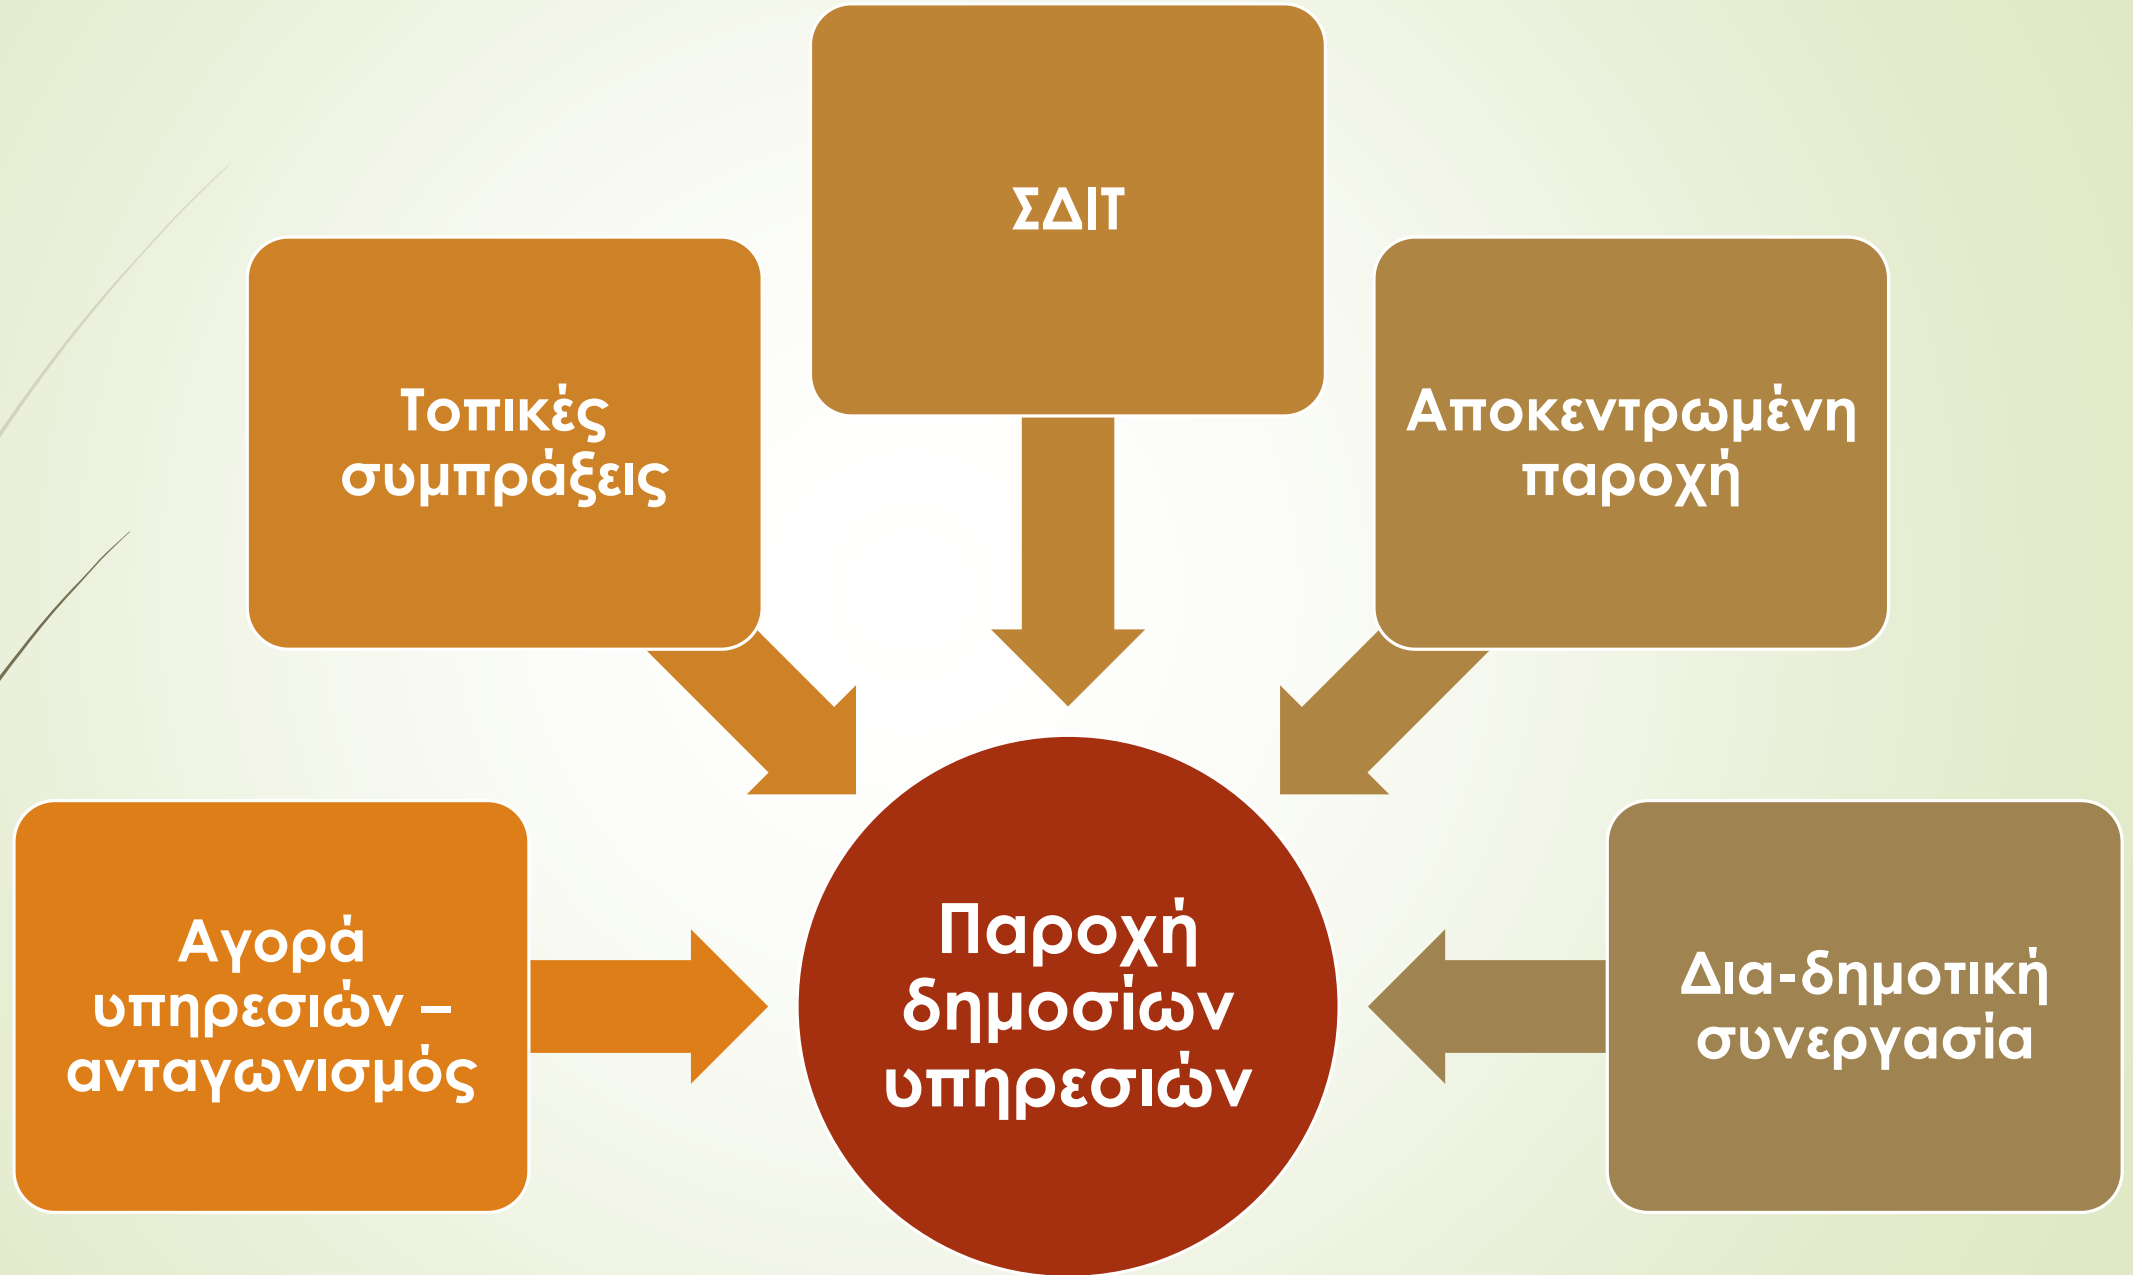 ΣΔΙΤ
Τοπικές
συμπράξεις
Αποκεντρωμένη
παροχή
Αγορά
υπηρεσιών –
ανταγωνισμός
Παροχή
δημοσίων
υπηρεσιών
Δια-δημοτική
συνεργασία